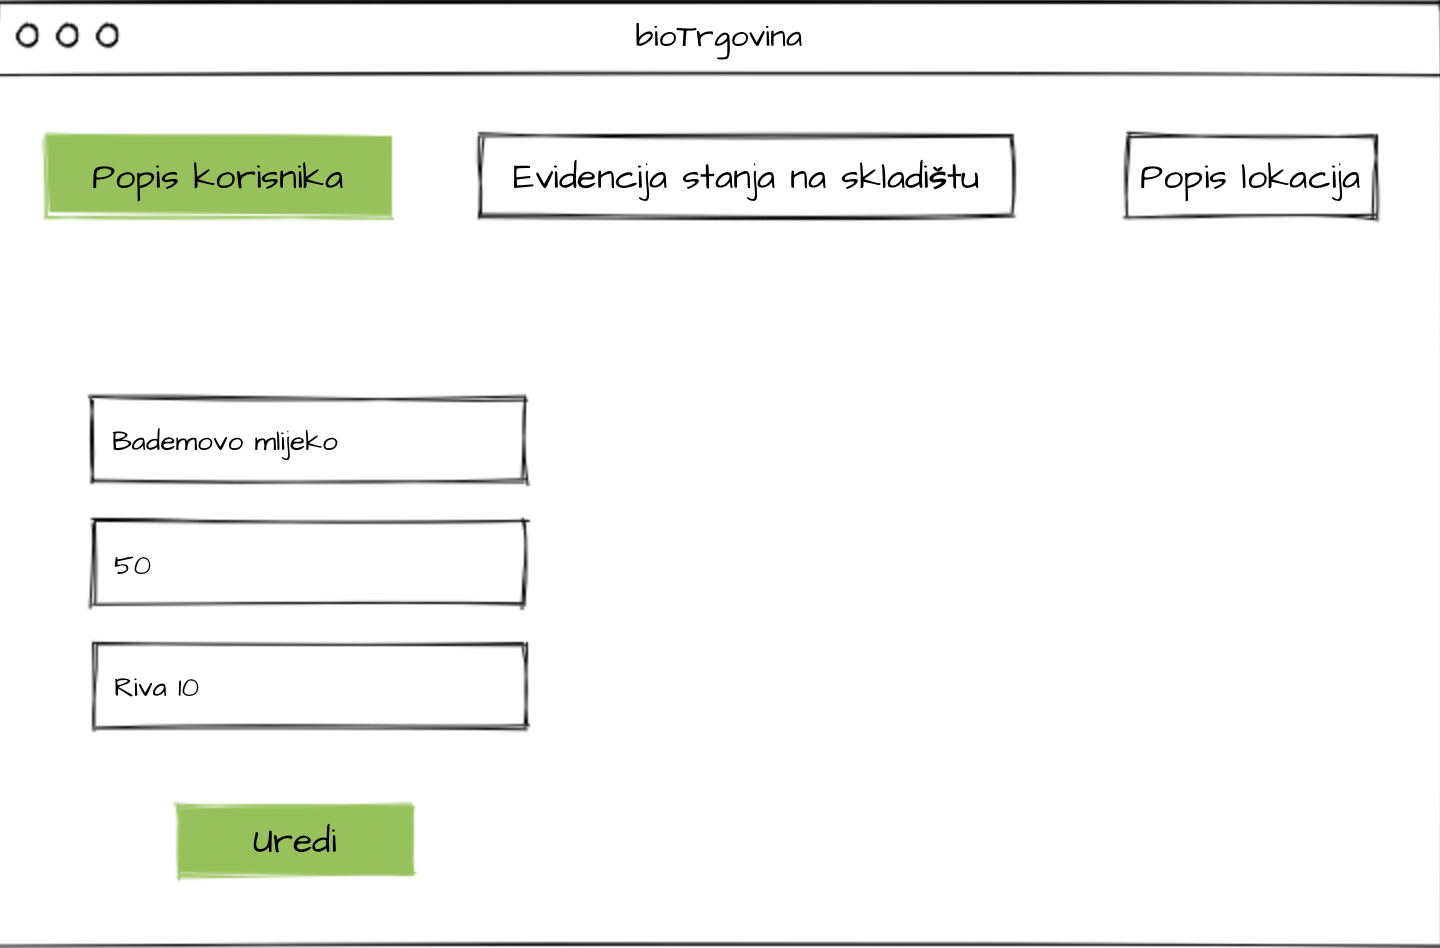 bioTrgovina
Popis korisnika
Evidencija stanja na skladištu
Popis lokacija
Bademovo mlijeko
50
Riva 10
Uredi